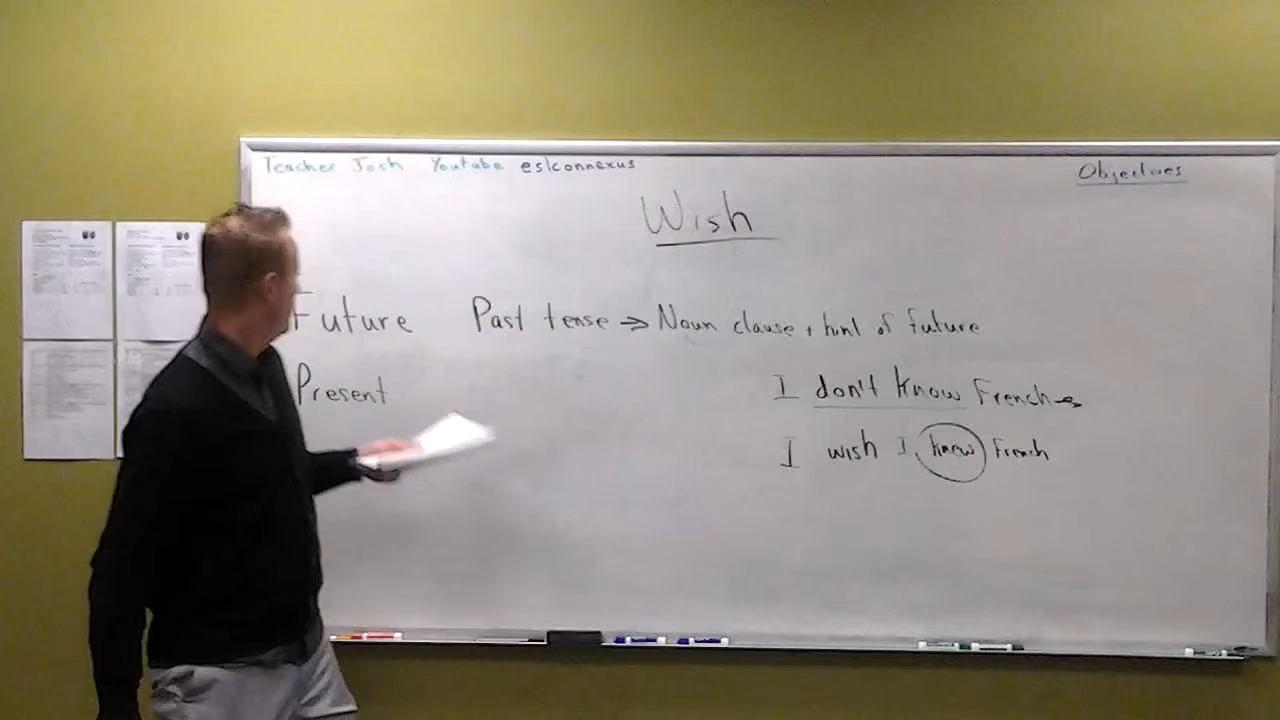 Teacher Josh Youtube eslconnexus
Objectives
Wish
Future Past tense → Noun clause + hint of future
Present
I don't know French
I wish I knew French